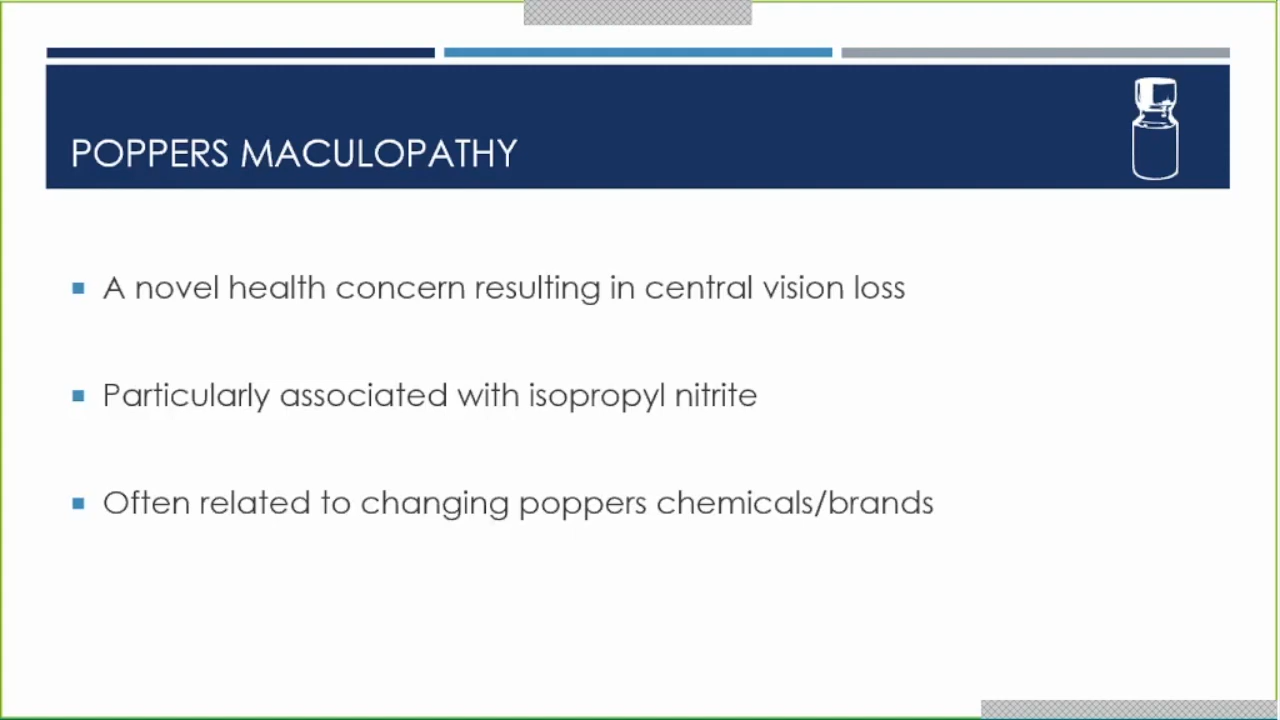 POPPERS MACULOPATHY
A novel health concern resulting in central vision loss
Particularly associated with isopropyl nitrite
Often related to changing poppers chemicals/brands